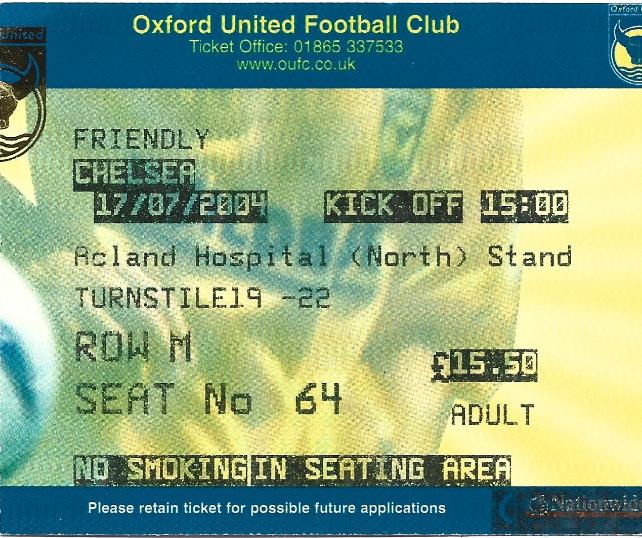 Oxford United Football Club
Ticket Office: 01865 337533
www.oufc.co.uk
United
FRIENDLY
CHELSEA
17/07/2004 KICK OFF 15:00
Acland Hospital (North) Stand
TURNSTILE19 -22
ROW M
£15.50
SEAT No 64
ADULT
NO SMOKING IN SEATING AREA
Please retain ticket for possible future applications
Nationwide